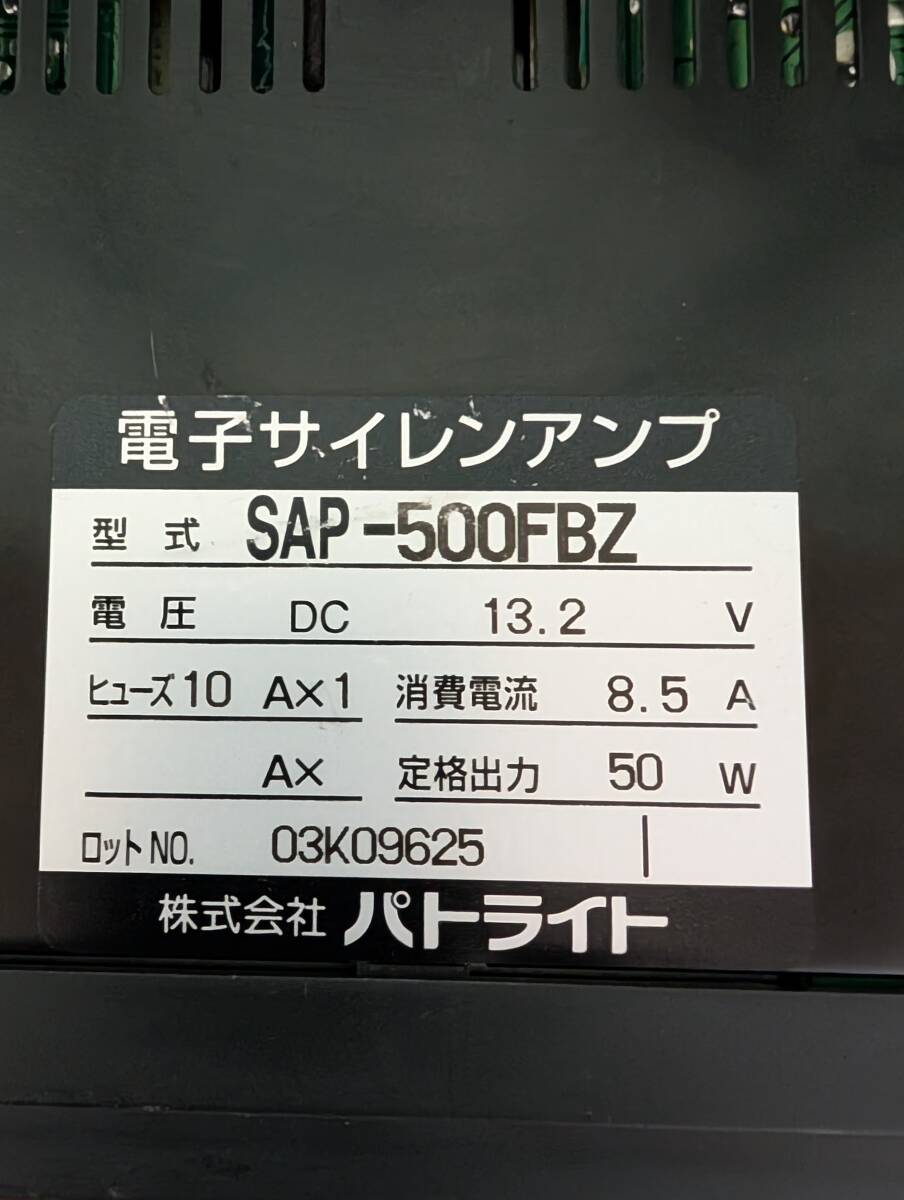 電子サイレンアンプ
型式 SAP-500FBZ
電圧 DC 13.2 V
ヒューズ 10 A×1 消費電流 8.5 A
A× 定格出力 50 W
ロットNO. 03K09625
株式会社 パトライト